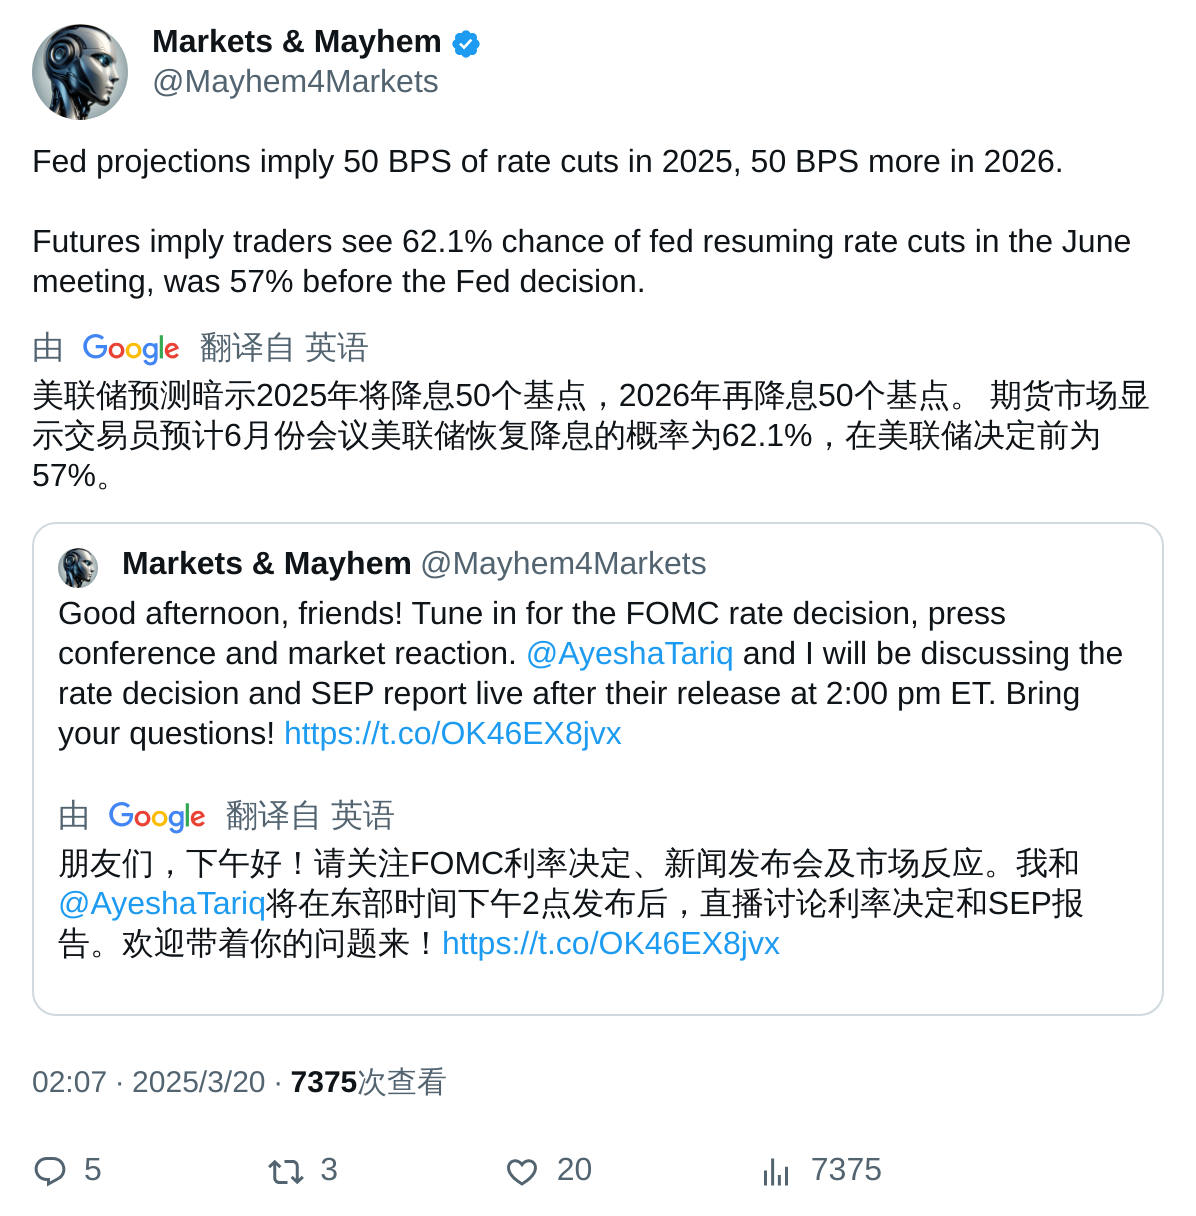 Markets & Mayhem
@Mayhem4Markets
Fed projections imply 50 BPS of rate cuts in 2025, 50 BPS more in 2026.
Futures imply traders see 62.1% chance of fed resuming rate cuts in the June
meeting, was 57% before the Fed decision.
由 Google 翻译自 英语
美联储预测暗示2025年将降息50个基点，2026年再降息50个基点。 期货市场显
示交易员预计6月份会议美联储恢复降息的概率为62.1%，在美联储决定前为
57%。
Markets & Mayhem @Mayhem4Markets
Good afternoon, friends! Tune in for the FOMC rate decision, press
conference and market reaction. @AyeshaTariq and I will be discussing the
rate decision and SEP report live after their release at 2:00 pm ET. Bring
your questions! https://t.co/OK46EX8jvx
由 Google 翻译自 英语
朋友们，下午好！请关注FOMC利率决定、新闻发布会及市场反应。我和
@AyeshaTariq将在东部时间下午2点发布后，直播讨论利率决定和SEP报
告。欢迎带着你的问题来！https://t.co/OK46EX8jvx
02:07 · 2025/3/20 · 7375次查看
5 3 20 7375